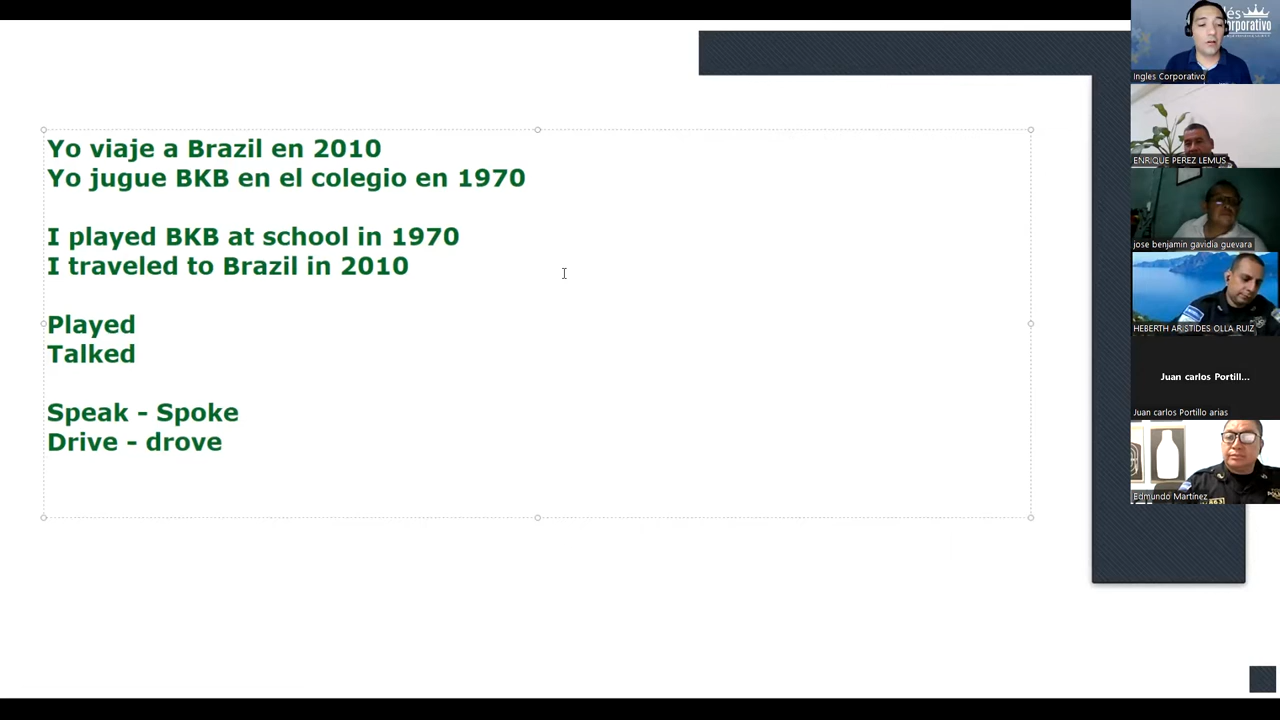 Yo viaje a Brazil en 2010
Yo jugue BKB en el colegio en 1970
I played BKB at school in 1970
I traveled to Brazil in 2010
Played
Talked
Speak - Spoke
Drive - drove
Ingles Corporativo
ENRIQUE PEREZ LEMUS
jose benjamin gavidia guevara
HEBERTH ARISTIDES OLLA RUIZ
Juan carlos Portill...
Juan carlos Portillo arias
Edmundo Martínez